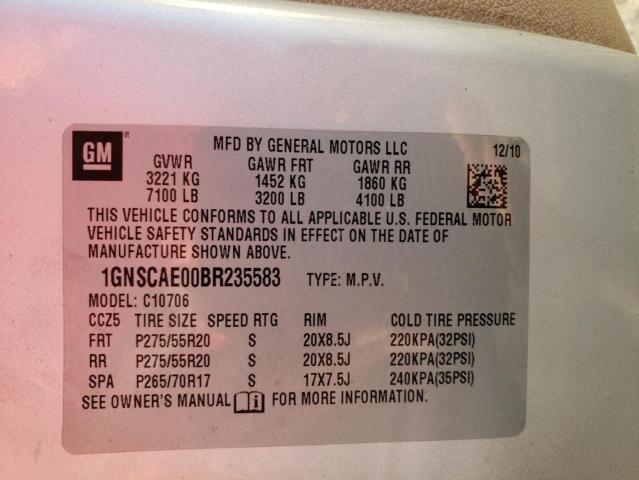 GM
®
MFD BY GENERAL MOTORS LLC 12/10
GVWR GAWR FRT GAWR RR
3221 KG 1452 KG 1860 KG
7100 LB 3200 LB 4100 LB
THIS VEHICLE CONFORMS TO ALL APPLICABLE U.S. FEDERAL MOTOR
VEHICLE SAFETY STANDARDS IN EFFECT ON THE DATE OF
MANUFACTURE SHOWN ABOVE.
1GNSCAE00BR235583 TYPE: M.P.V.
MODEL: C10706
CCZ5 TIRE SIZE SPEED RTG RIM COLD TIRE PRESSURE
FRT P275/55R20 S 20X8.5J 220KPA(32PSI)
RR P275/55R20 S 20X8.5J 220KPA(32PSI)
SPA P265/70R17 S 17X7.5J 240KPA(35PSI)
SEE OWNER'S MANUAL i FOR MORE INFORMATION.